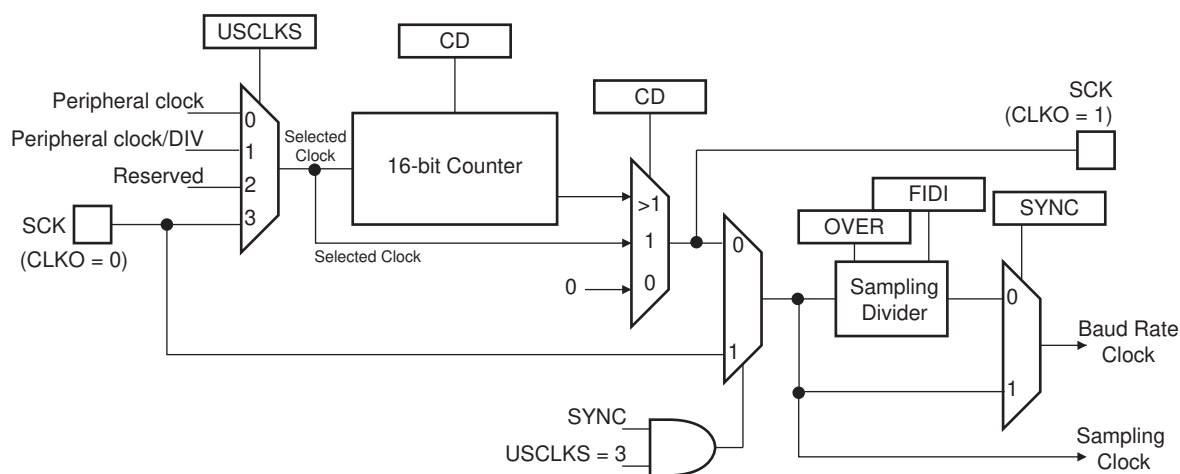 USCLKS
CD
CD
SCK
(CLKO = 1)
Peripheral clock
0
Peripheral clock/DIV
1
Selected
Clock
16-bit Counter
Reserved
2
SCK
3
(CLKO = 0)
Selected Clock
>1
1
0
0
0
1
FIDI
OVER
SYNC
Sampling
Divider
0
1
Baud Rate
Clock
SYNC
USCLKS = 3
Sampling
Clock